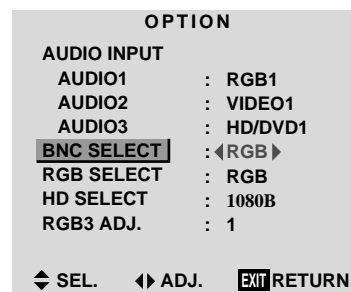 OPTION
AUDIO INPUT
AUDIO1 : RGB1
AUDIO2 : VIDEO1
AUDIO3 : HD/DVD1
BNC SELECT : RGB
RGB SELECT : RGB
HD SELECT : 1080B
RGB3 ADJ. : 1
SEL. ADJ. EXIT RETURN